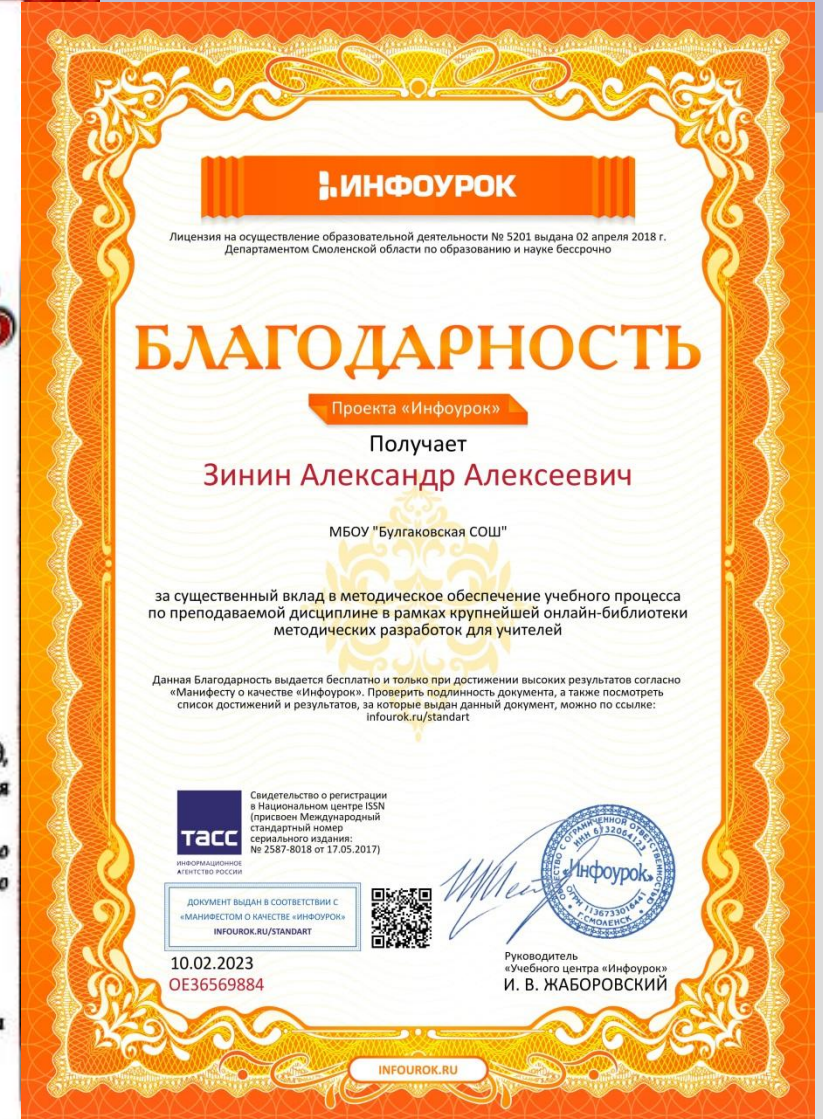 ИНФОУРОК
Лицензия на осуществление образовательной деятельности № 5201 выдана 02 апреля 2018 г.
Департаментом Смоленской области по образованию и науке бессрочно
БЛАГОДАРНОСТЬ
Проекта «Инфоурок»
Получает
Зинин Александр Алексеевич
МБОУ "Булгаковская СОШ"
за существенный вклад в методическое обеспечение учебного процесса
по преподаваемой дисциплине в рамках крупнейшей онлайн-библиотеки
методических разработок для учителей
Данная Благодарность выдается бесплатно и только при достижении высоких результатов согласно
«Манифесту о качестве «Инфоурок». Проверить подлинность документа, а также посмотреть
список достижений и результатов, за которые выдан данный документ, можно по ссылке:
infourok.ru/standart
ТАСС
ИНФОРМАЦИОННОЕ
АГЕНТСТВО РОССИИ
Свидетельство о регистрации
в Национальном центре ISSN
(присвоен Международный
стандартный номер
сериального издания:
№ 2587-8018 от 17.05.2017)
ДОКУМЕНТ ВЫДАН В СООТВЕТСТВИИ С
«МАНИФЕСТОМ О КАЧЕСТВЕ «ИНФОУРОК»
INFOUROK.RU/STANDART
10.02.2023
ОЕ36569884
ОБЩЕСТВО С ОГРАНИЧЕННОЙ ОТВЕТСТВЕННОСТЬЮ
«Инфоурок»
Г.СМОЛЕНСК
Руководитель
«Учебного центра «Инфоурок»
И. В. ЖАБОРОВСКИЙ
INFOUROK.RU